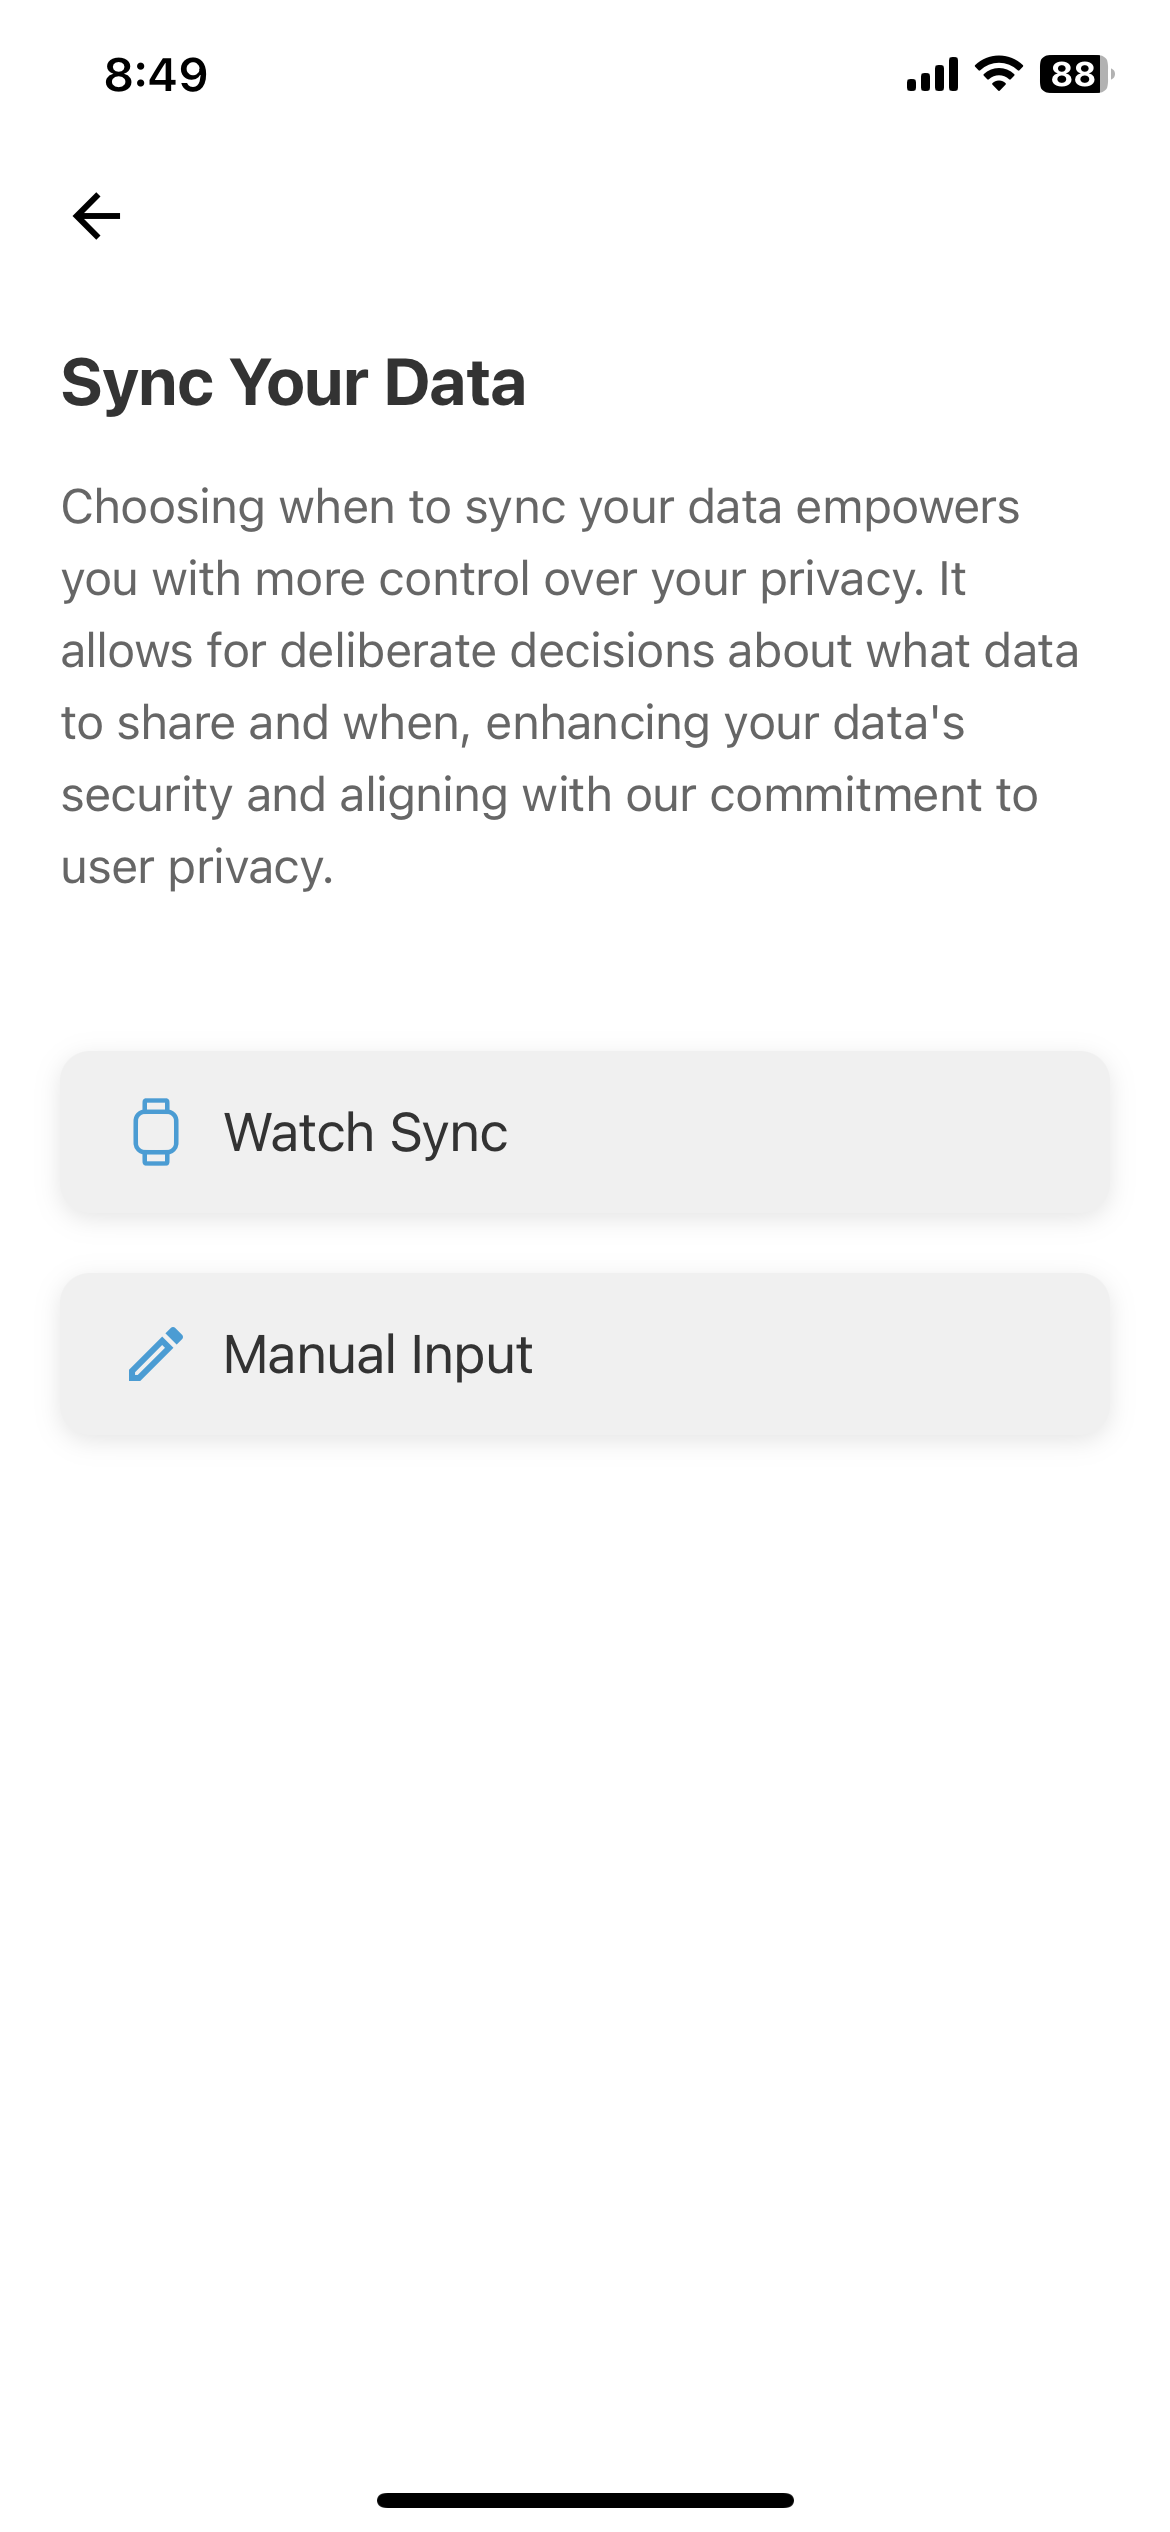 8:49
88
Sync Your Data
Choosing when to sync your data empowers
you with more control over your privacy. It
allows for deliberate decisions about what data
to share and when, enhancing your data's
security and aligning with our commitment to
user privacy.
Watch Sync
Manual Input